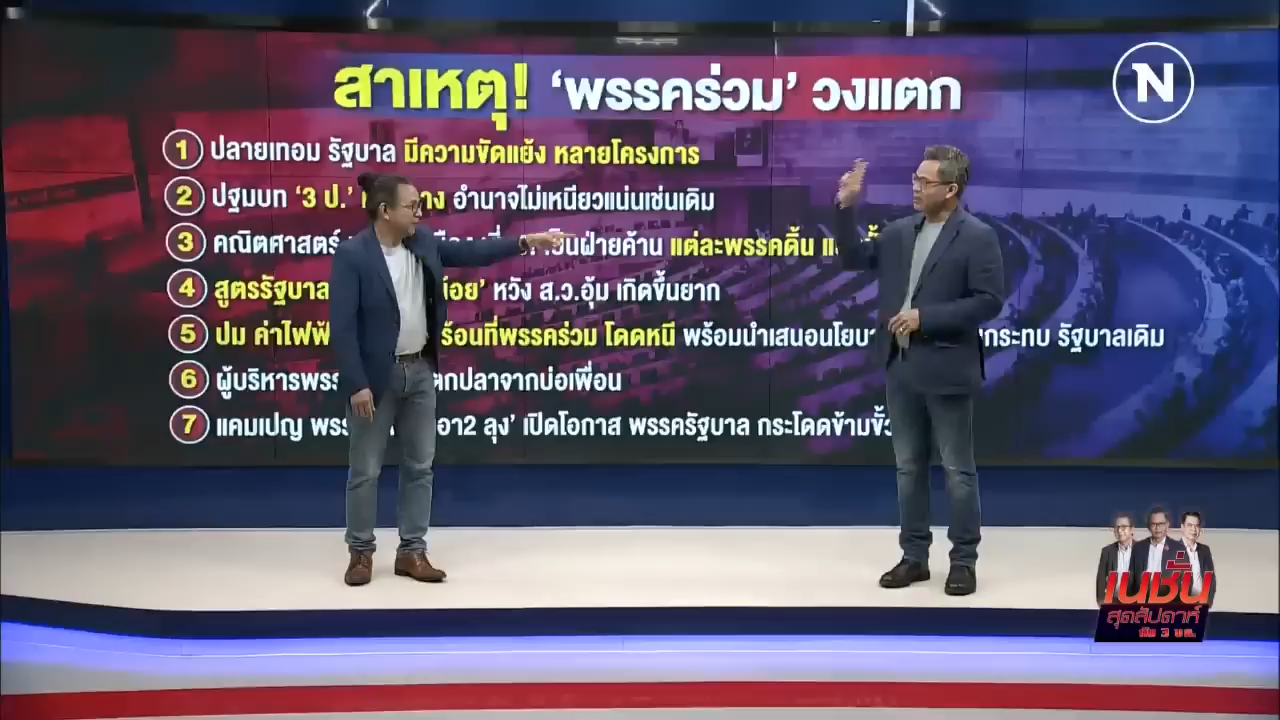 สาเหตุ! ‘พรรคร่วม’ วงแตก
N
1 ปลายเทอม รัฐบาล มีความขัดแย้ง หลายโครงการ
2 ปฐมบท ‘3 ป.’ าง อำนาจไม่เหนียวแน่นเช่นเดิม
3 คณิตศาสตร์ เป็นฝ่ายค้าน แต่ละพรรคดิ้น
4 สูตรรัฐบาล น้อย’ หวัง ส.ว.อุ้ม เกิดขึ้นยาก
5 ปม ค่าไฟฟ้ ร้อนที่พรรคร่วม โดดหนี พร้อมนำเสนอนโยบา กระทบ รัฐบาลเดิม
6 ผู้บริหารพรร ตกปลาจากบ่อเพื่อน
7 แคมเปญ พรร อา2 ลุง’ เปิดโอกาส พรรครัฐบาล กระโดดข้ามขั้ว
เนชั่น
สุดสัปดาห์
กับ 3 บก.